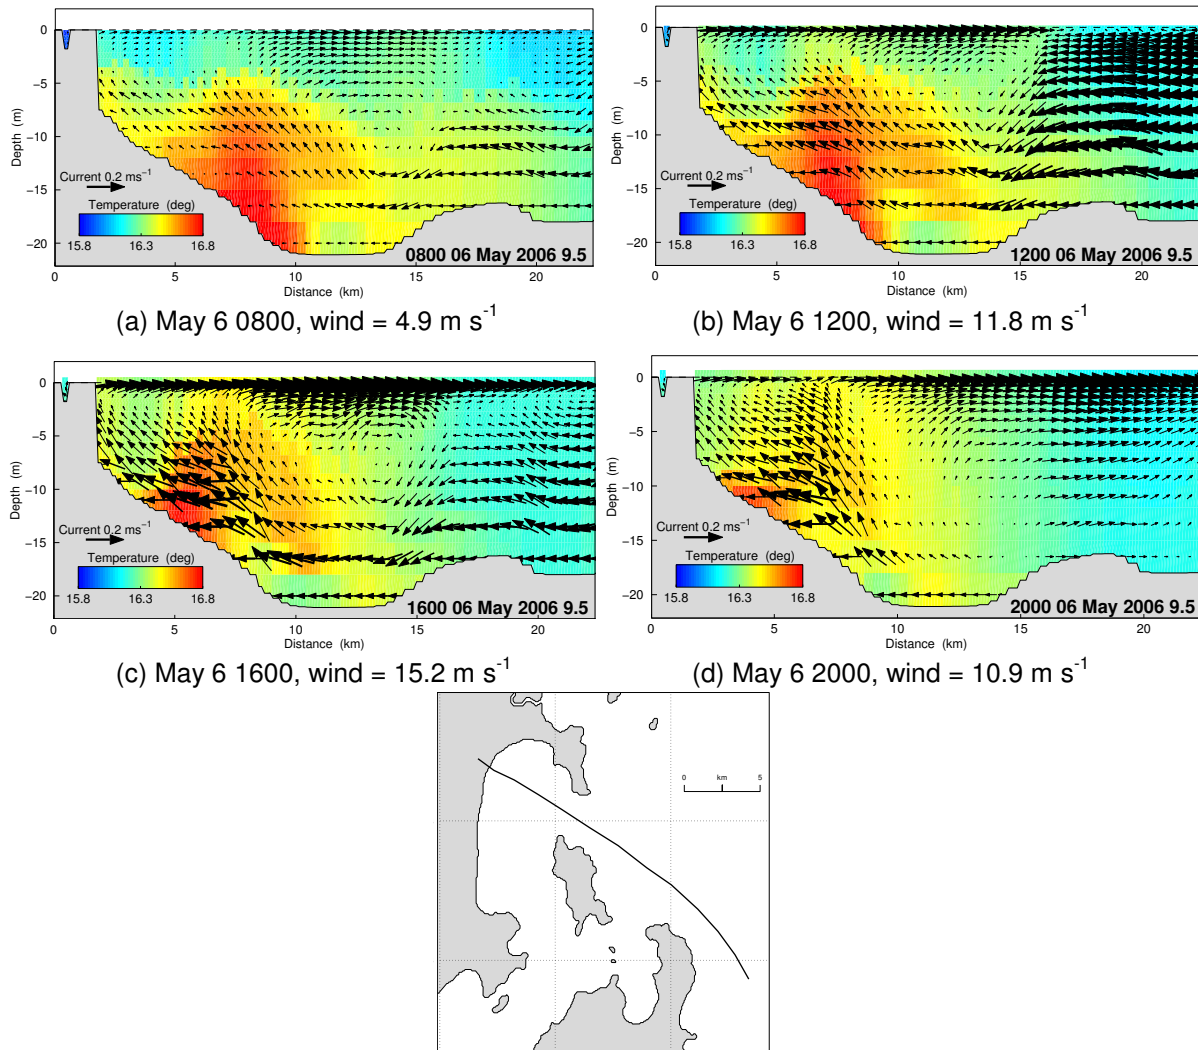 0
−5
−10
−15
−20
Depth (m)
Current 0.2 ms−1
Temperature (deg)
15.8 16.3 16.8
0800 06 May 2006 9.5
0 5 10 15 20
Distance (km)
(a) May 6 0800, wind = 4.9 m s-1
0
−5
−10
−15
−20
Depth (m)
Current 0.2 ms−1
Temperature (deg)
15.8 16.3 16.8
1200 06 May 2006 9.5
0 5 10 15 20
Distance (km)
(b) May 6 1200, wind = 11.8 m s-1
0
−5
−10
−15
−20
Depth (m)
Current 0.2 ms−1
Temperature (deg)
15.8 16.3 16.8
1600 06 May 2006 9.5
0 5 10 15 20
Distance (km)
(c) May 6 1600, wind = 15.2 m s-1
0
−5
−10
−15
−20
Depth (m)
Current 0.2 ms−1
Temperature (deg)
15.8 16.3 16.8
2000 06 May 2006 9.5
0 5 10 15 20
Distance (km)
(d) May 6 2000, wind = 10.9 m s-1
0 km 5